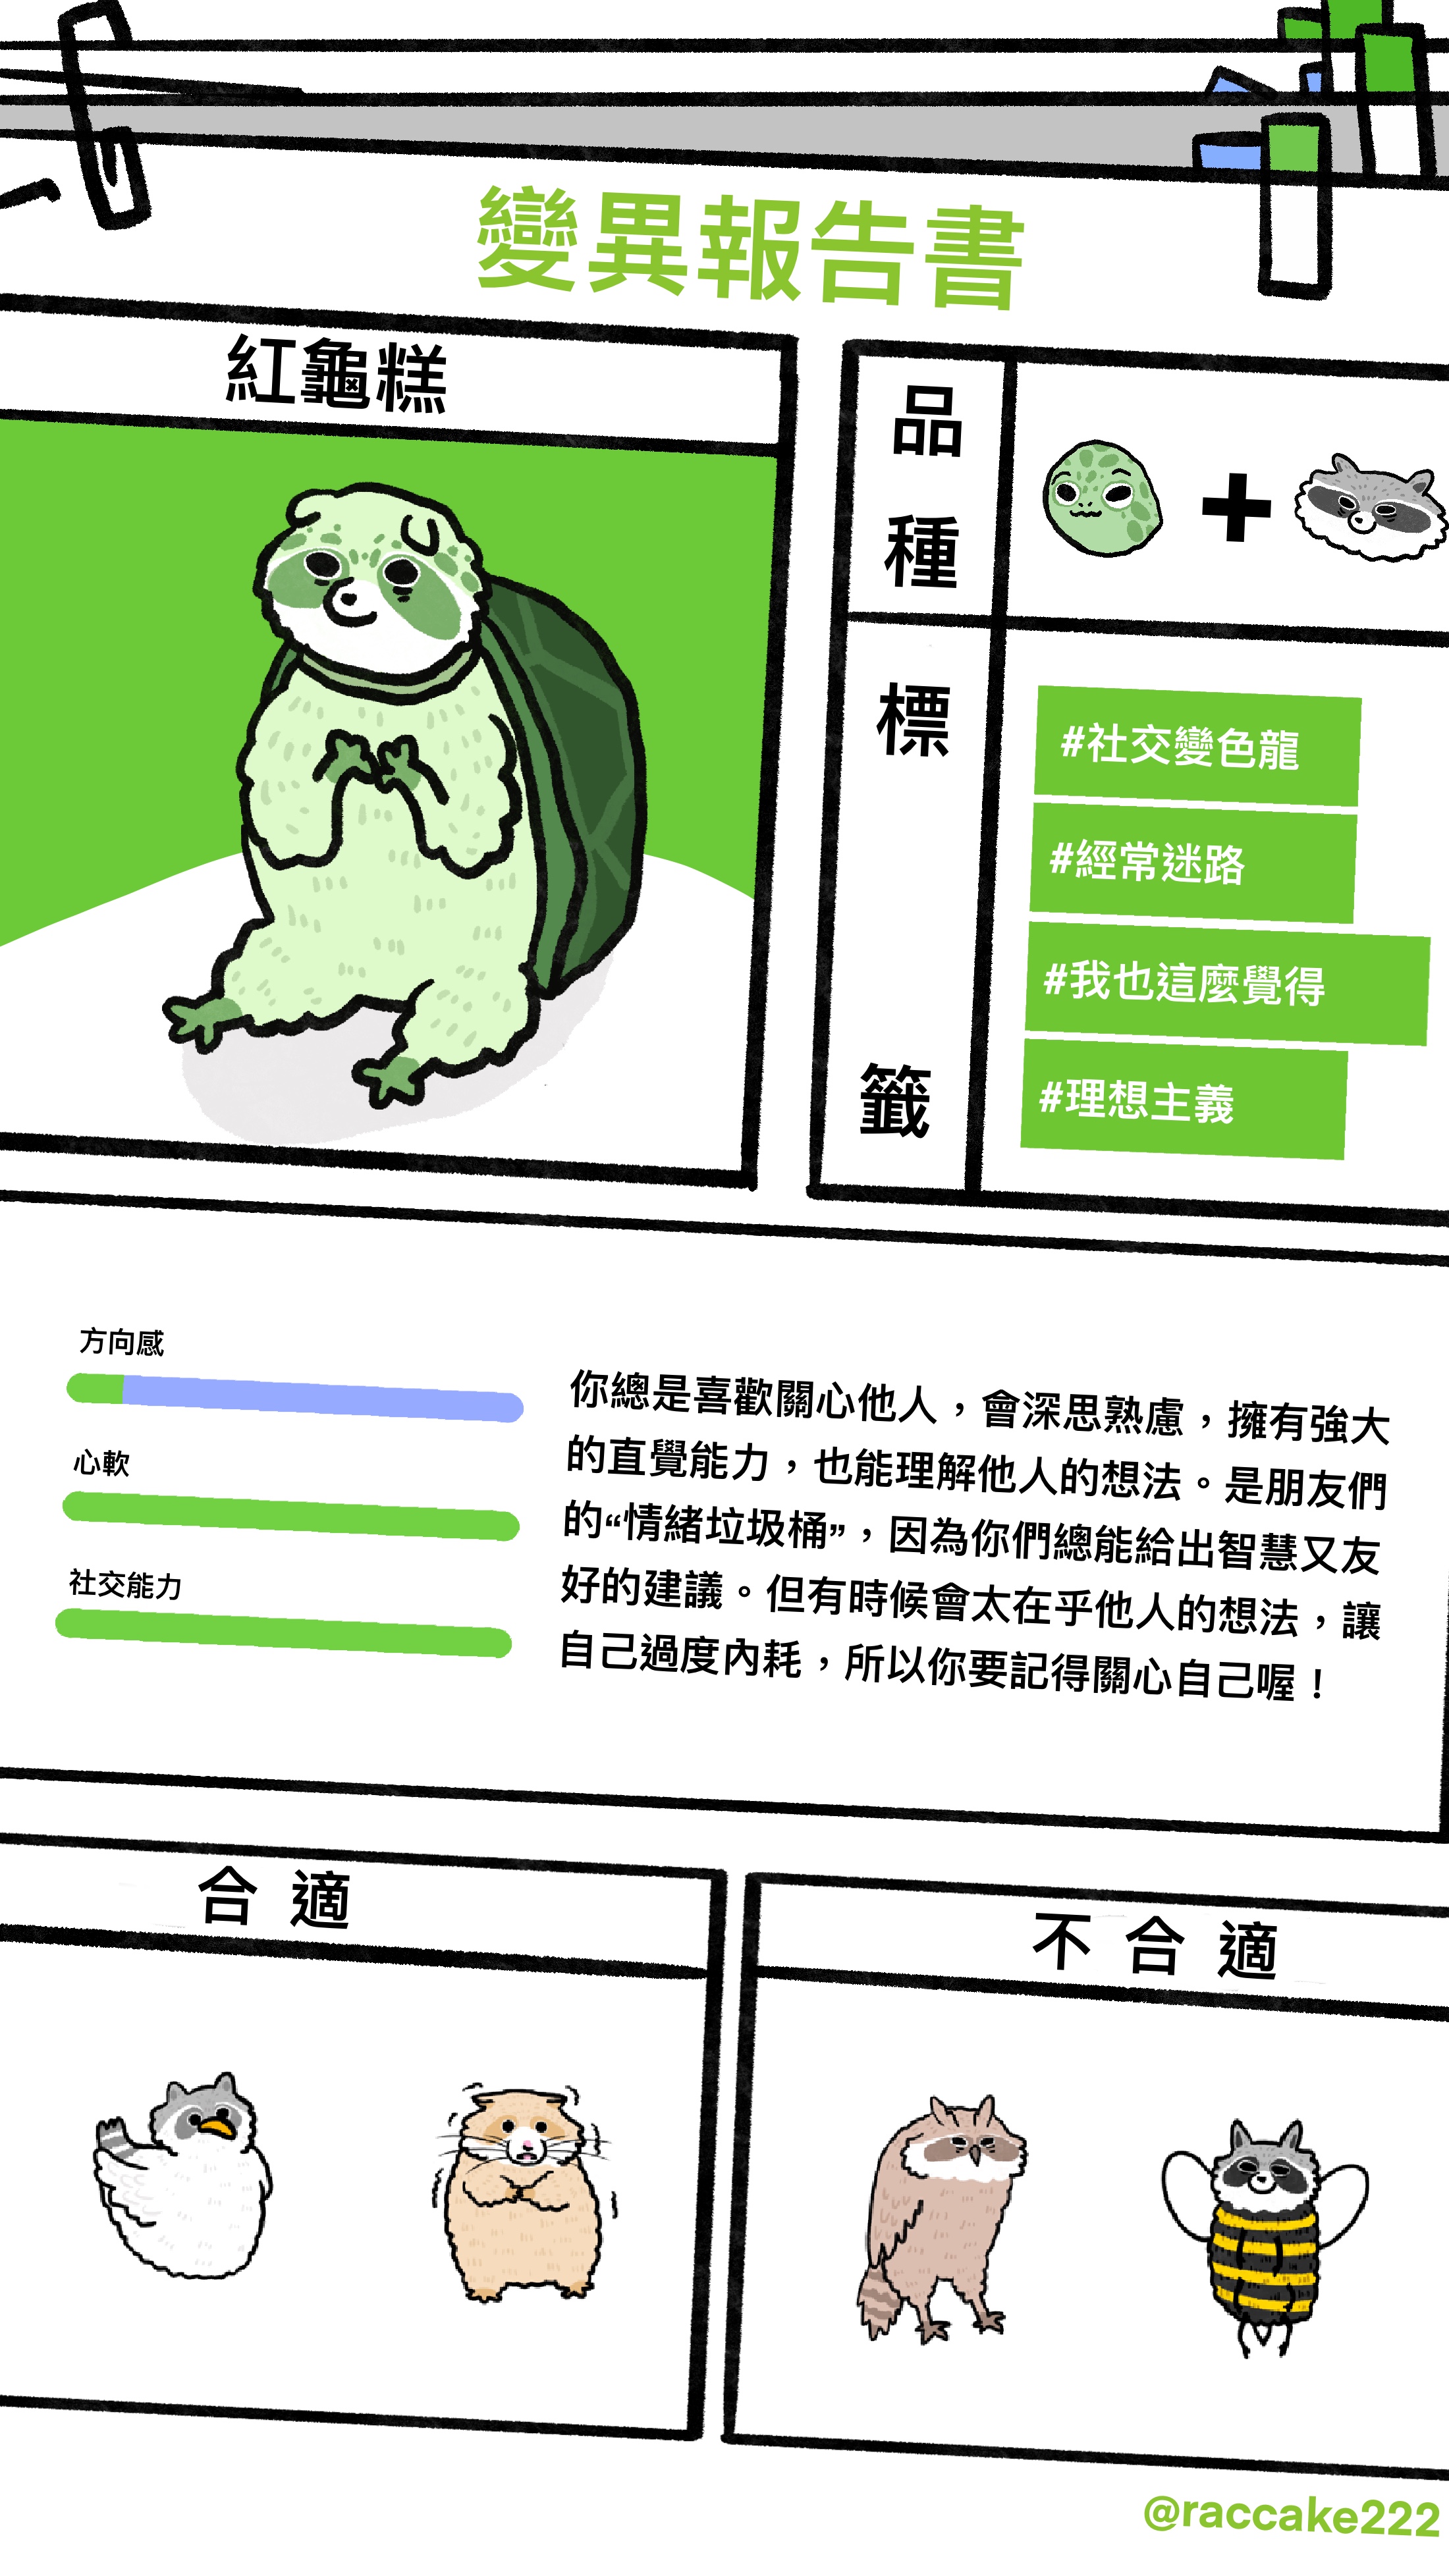 變異報告書
紅龜糕
品種
標籤
#社交變色龍
#經常迷路
#我也這麼覺得
#理想主義
方向感
心軟
社交能力
你總是喜歡關心他人，會深思熟慮，擁有強大
的直覺能力，也能理解他人的想法。是朋友們
的“情緒垃圾桶”，因為你們總能給出智慧又友
好的建議。但有時候會太在乎他人的想法，讓
自己過度內耗，所以你要記得關心自己喔！
合適
不合適
@raccake222